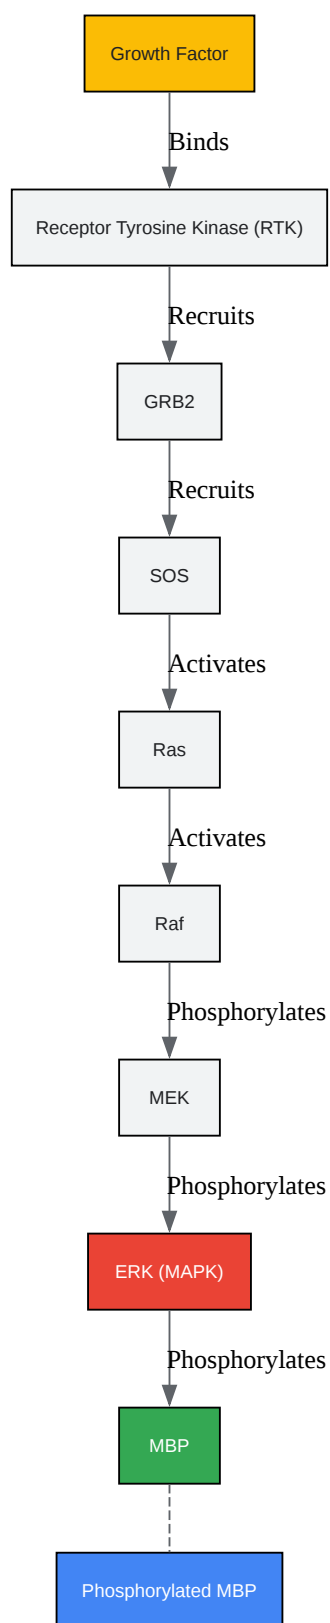 Growth Factor
Binds
Receptor Tyrosine Kinase (RTK)
Recruits
GRB2
Recruits
SOS
Activates
Ras
Activates
Raf
Phosphorylates
MEK
Phosphorylates
ERK (MAPK)
Phosphorylates
MBP
Phosphorylated MBP